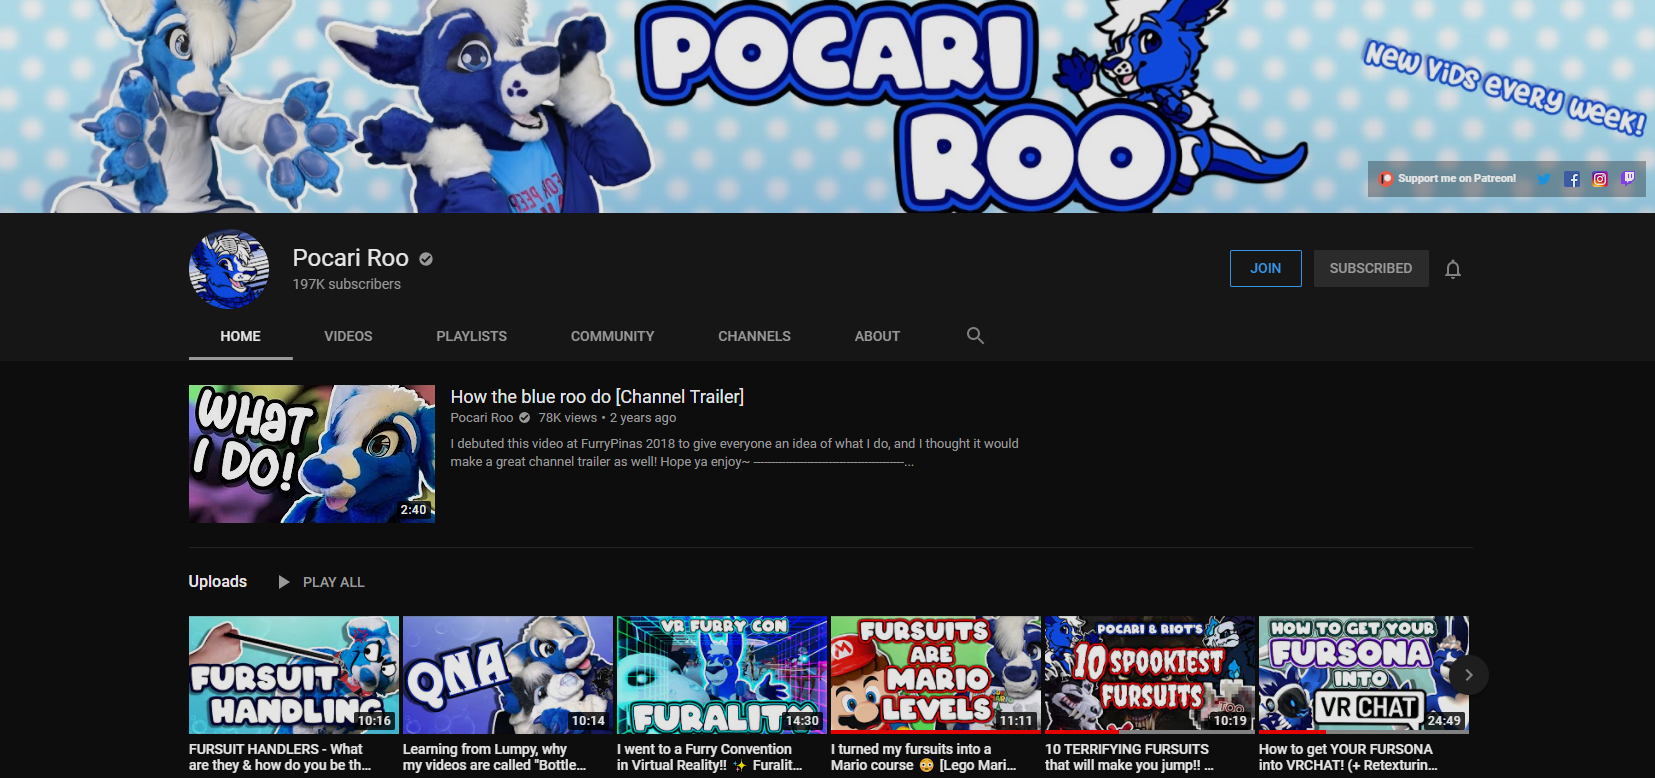 POCARI
ROO
NEW ViDS EVERY WEEK!
Support me on Patreon!
Pocari Roo
197K subscribers
JOIN
SUBSCRIBED
HOME
VIDEOS
PLAYLISTS
COMMUNITY
CHANNELS
ABOUT
WHAT
I DO!
2:40
How the blue roo do [Channel Trailer]
Pocari Roo 78K views • 2 years ago
I debuted this video at FurryPinas 2018 to give everyone an idea of what I do, and I thought it would
make a great channel trailer as well! Hope ya enjoy~ -----------------------------------------------...
Uploads
PLAY ALL
FURSUIT
HANDLING
10:16
FURSUIT HANDLERS - What
are they & how do you be th...
QNA
10:14
Learning from Lumpy, why
my videos are called "Bottle...
VR FURRY CON
FURALITY
14:30
I went to a Furry Convention
in Virtual Reality!! ✨ Furalit...
FURSUITS
ARE
MARIO
LEVELS
11:11
I turned my fursuits into a
Mario course 😳 [Lego Mari...
POCARI & RIOT'S
10 SPOOKIEST
FURSUITS
10:19
10 TERRIFYING FURSUITS
that will make you jump!! ...
HOW TO GET YOUR
FURSONA
INTO
VRCHAT
24:49
How to get YOUR FURSONA
into VRCHAT! (+ Retexturin...